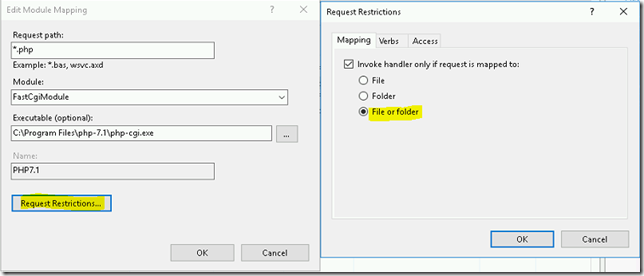 Edit Module Mapping
? ×
Request path:
*.php
Example: *.bas, wsvc.axd
Module:
FastCgiModule
Executable (optional):
C:\Program Files\php-7.1\php-cgi.exe
...
Name:
PHP7.1
Request Restrictions...
OK Cancel
Request Restrictions
? ×
Mapping Verbs Access
Invoke handler only if request is mapped to:
File
Folder
File or folder
OK Cancel